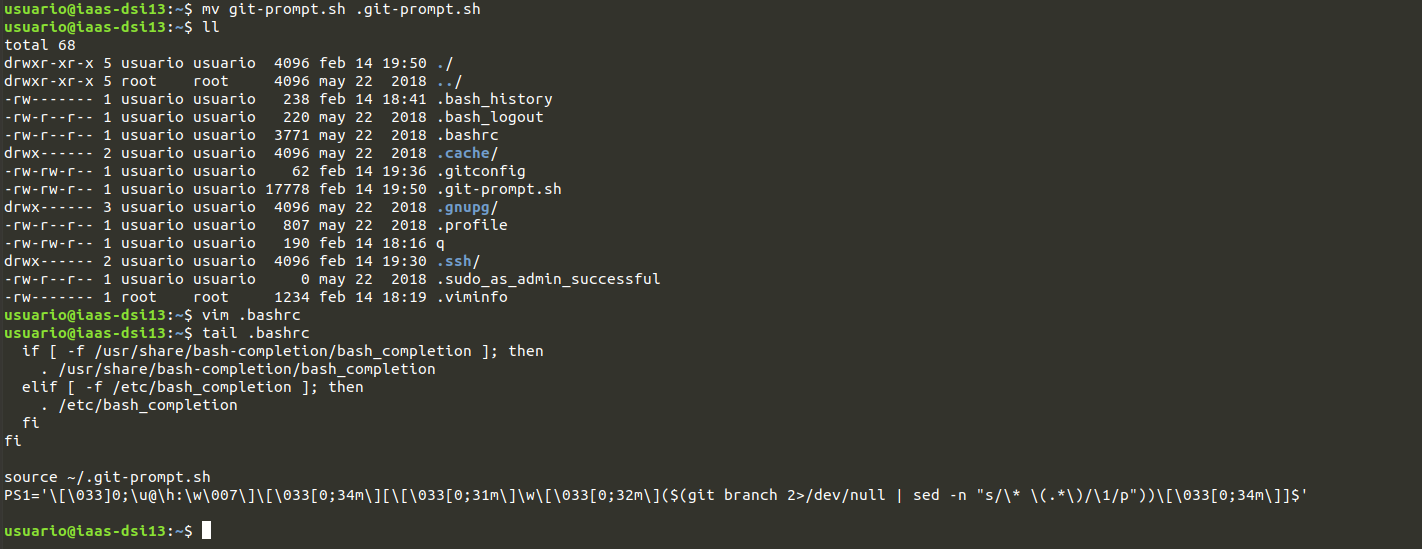 usuario@iaas-dsi13:~$ mv git-prompt.sh .git-prompt.sh
usuario@iaas-dsi13:~$ ll
total 68
drwxr-xr-x 5 usuario usuario  4096 feb 14 19:50 ./
drwxr-xr-x 5 root    root     4096 may 22  2018 ../
-rw------- 1 usuario usuario   238 feb 14 18:41 .bash_history
-rw-r--r-- 1 usuario usuario   220 may 22  2018 .bash_logout
-rw-r--r-- 1 usuario usuario  3771 may 22  2018 .bashrc
drwx------ 2 usuario usuario  4096 may 22  2018 .cache/
-rw-rw-r-- 1 usuario usuario    62 feb 14 19:36 .gitconfig
-rw-rw-r-- 1 usuario usuario 17778 feb 14 19:50 .git-prompt.sh
drwx------ 3 usuario usuario  4096 may 22  2018 .gnupg/
-rw-r--r-- 1 usuario usuario   807 may 22  2018 .profile
-rw-rw-r-- 1 usuario usuario   190 feb 14 18:16 q
drwx------ 2 usuario usuario  4096 feb 14 19:30 .ssh/
-rw-r--r-- 1 usuario usuario     0 may 22  2018 .sudo_as_admin_successful
-rw------- 1 root    root     1234 feb 14 18:19 .viminfo
usuario@iaas-dsi13:~$ vim .bashrc
usuario@iaas-dsi13:~$ tail .bashrc
  if [ -f /usr/share/bash-completion/bash_completion ]; then
    . /usr/share/bash-completion/bash_completion
  elif [ -f /etc/bash_completion ]; then
    . /etc/bash_completion
  fi
fi
source ~/.git-prompt.sh
PS1='\[\033]0;\u@\h:\w\007\]\[\033[0;34m\][\[\033[0;31m\]\w\[\033[0;32m\]($(git branch 2>/dev/null | sed -n "s/\* \(.*\)/\1/p"))\[\033[0;34m\]]$'
usuario@iaas-dsi13:~$